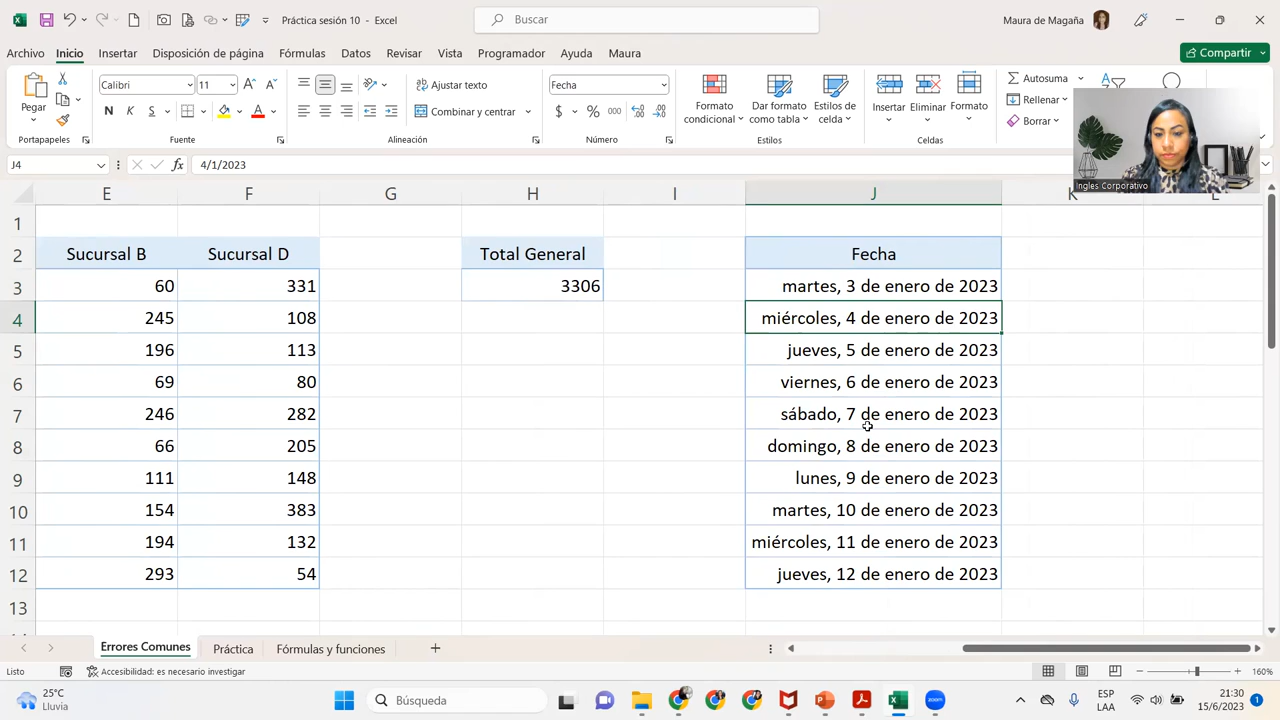 Práctica sesión 10 - Excel
Buscar
Maura de Magaña
Archivo Inicio Insertar Disposición de página Fórmulas Datos Revisar Vista Programador Ayuda Maura
Compartir
Pegar
Portapapeles
Calibri 11
N K S
Fuente
Ajustar texto
Combinar y centrar
Alineación
Fecha
$ % 000
Número
Formato condicional
Dar formato como tabla
Estilos de celda
Estilos
Insertar Eliminar Formato
Celdas
Autosuma
Rellenar
Borrar
Ingles Corporativo
J4 fx 4/1/2023
E F G H I J K L
1
2 Sucursal B Sucursal D Total General Fecha
3 60 331 3306 martes, 3 de enero de 2023
4 245 108 miércoles, 4 de enero de 2023
5 196 113 jueves, 5 de enero de 2023
6 69 80 viernes, 6 de enero de 2023
7 246 282 sábado, 7 de enero de 2023
8 66 205 domingo, 8 de enero de 2023
9 111 148 lunes, 9 de enero de 2023
10 154 383 martes, 10 de enero de 2023
11 194 132 miércoles, 11 de enero de 2023
12 293 54 jueves, 12 de enero de 2023
13
Errores Comunes Práctica Fórmulas y funciones
Listo Accesibilidad: es necesario investigar 160%
25°C
Lluvia
Búsqueda
ESP
LAA
21:30
15/6/2023
1